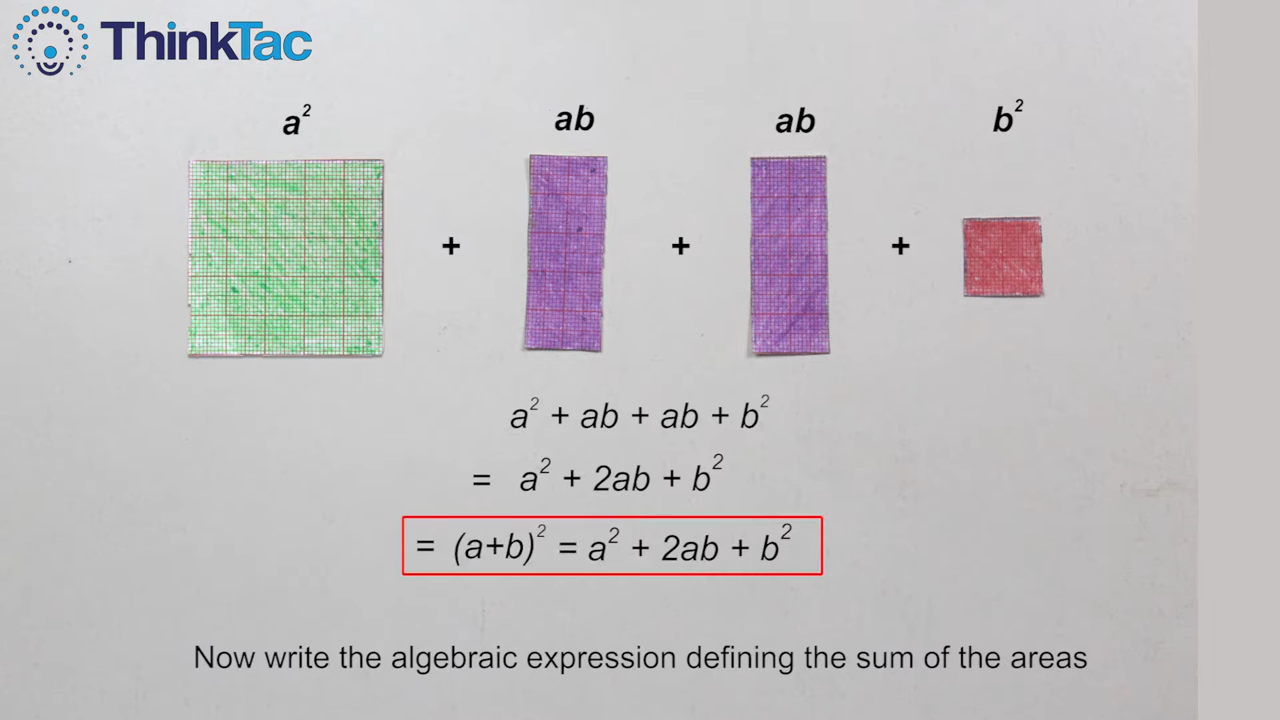 ThinkTac
a² ab ab b²
+ + +
a² + ab + ab + b²
= a² + 2ab + b²
= (a+b)² = a² + 2ab + b²
Now write the algebraic expression defining the sum of the areas